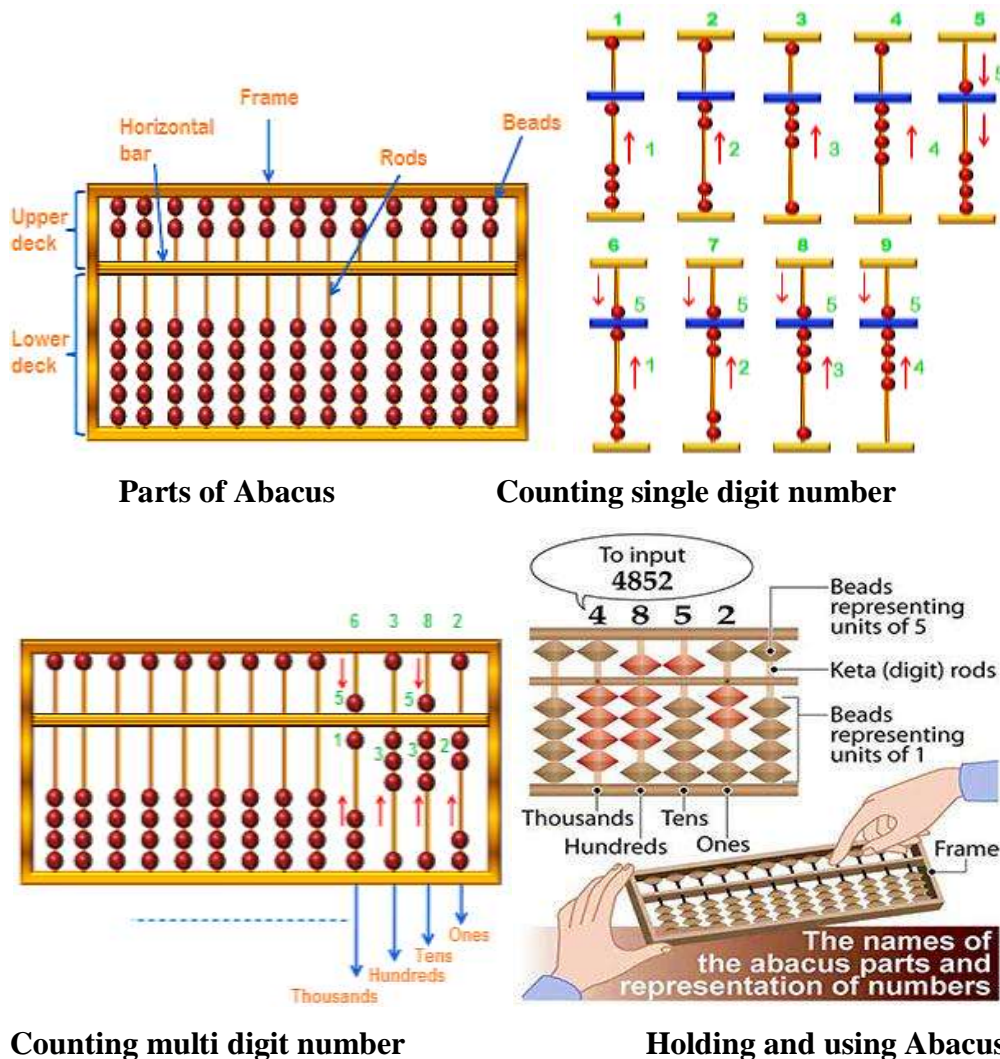 Frame
Horizontal
bar
Beads
Rods
Upper
deck
Lower
deck
1 2 3 4 5
1 2 3 4 5
6 7 8 9
5 5 5 5
1 2 3 4
Parts of Abacus
Counting single digit number
6 3 8 2
5 5
1 3 3 2
Ones
Tens
Hundreds
Thousands
To input
4852
4 8 5 2
Beads
representing
units of 5
Keta (digit) rods
Beads
representing
units of 1
Thousands Tens
Hundreds Ones
Frame
The names of
the abacus parts and
representation of numbers
Counting multi digit number
Holding and using Abacus